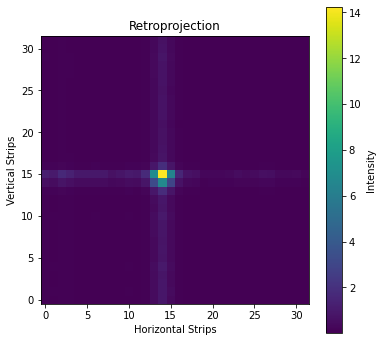 Retroprojection
Vertical Strips
30
25
20
15
10
5
0
0 5 10 15 20 25 30
Horizontal Strips
14
12
10
8
6
4
2
Intensity